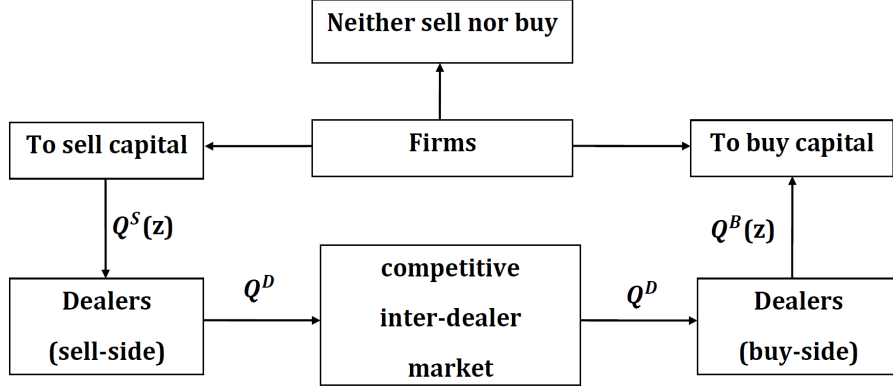 Neither sell nor buy
To sell capital
Firms
To buy capital
Q^S(z)
Q^B(z)
Dealers
(sell-side)
Q^D
competitive
inter-dealer
market
Q^D
Dealers
(buy-side)